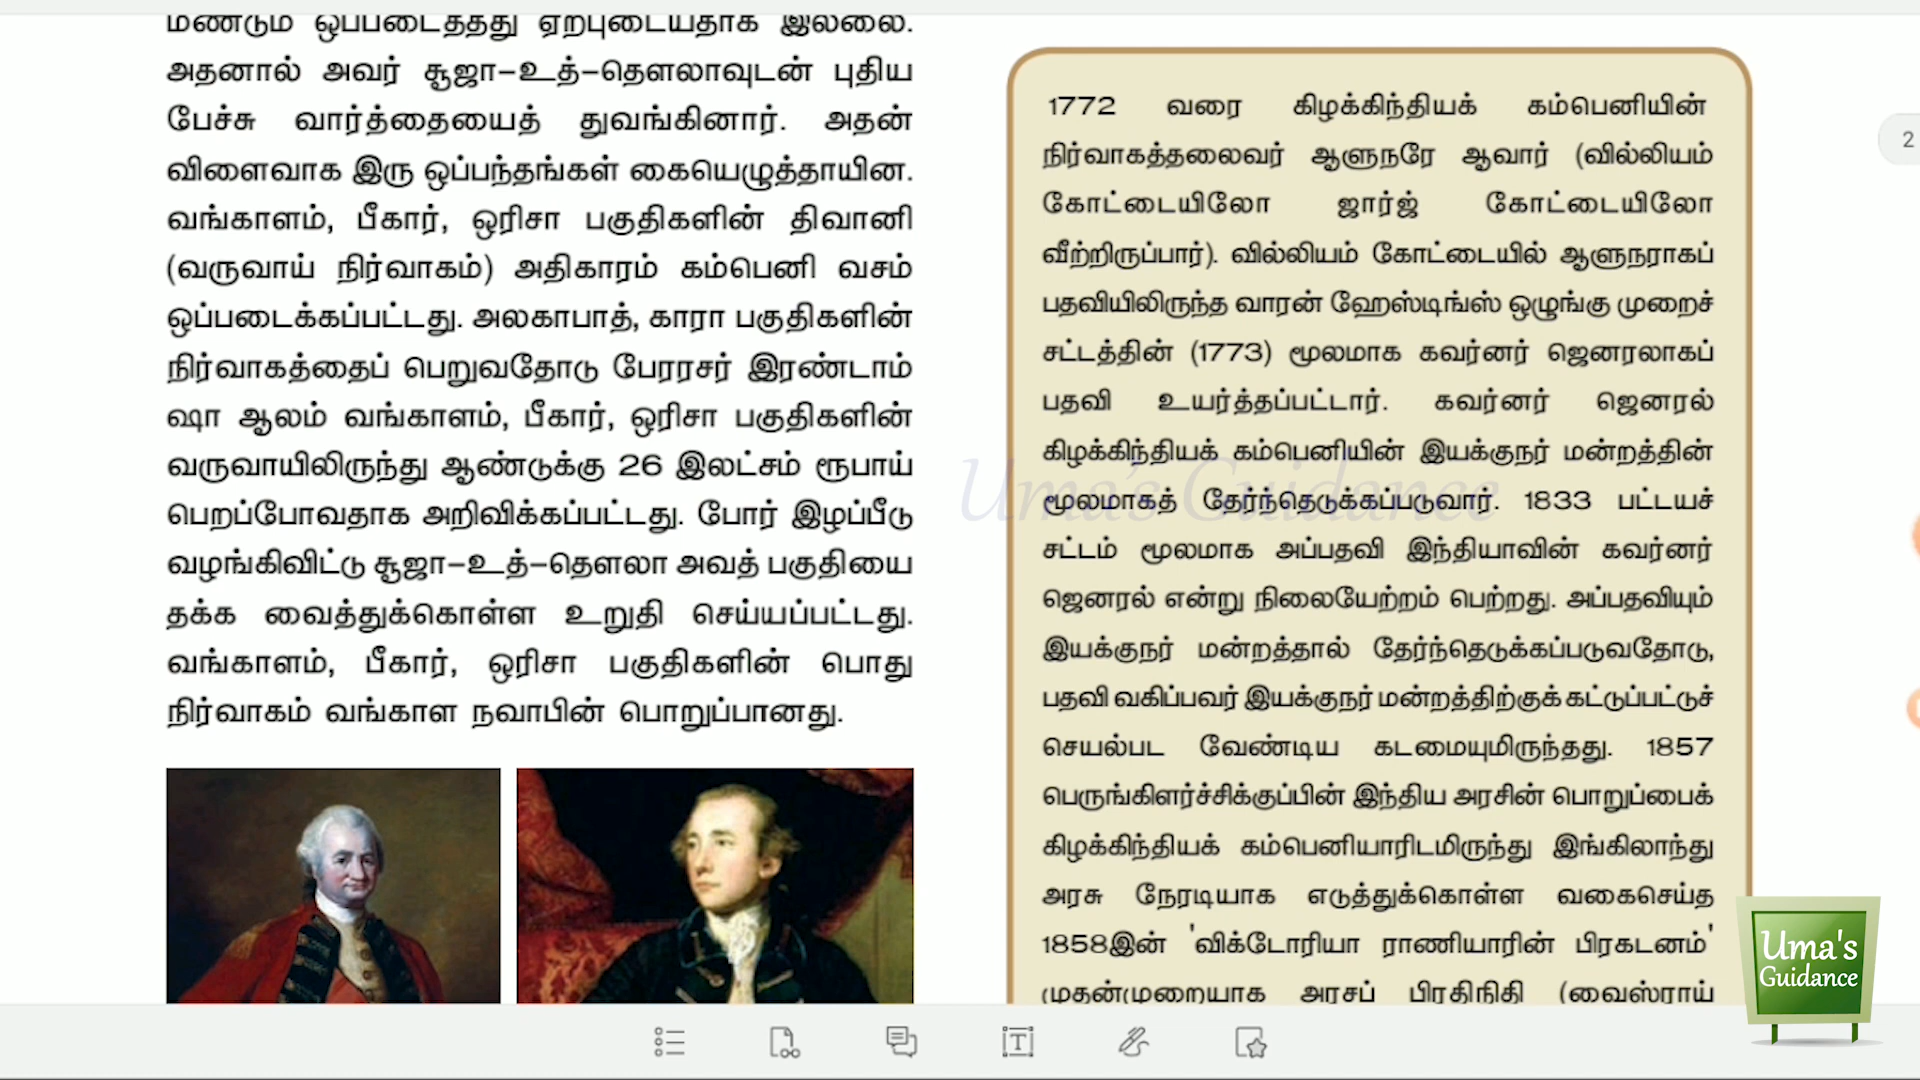 மீண்டும் ஒப்படைத்தது ஏற்புடையதாக இல்லை.
அதனால் அவர் சூஜா–உத்–தௌலாவுடன் புதிய
பேச்சு வார்த்தையைத் துவங்கினார். அதன்
விளைவாக இரு ஒப்பந்தங்கள் கையெழுத்தாயின.
வங்காளம், பீகார், ஒரிசா பகுதிகளின் திவானி
(வருவாய் நிர்வாகம்) அதிகாரம் கம்பெனி வசம்
ஒப்படைக்கப்பட்டது. அலகாபாத், காரா பகுதிகளின்
நிர்வாகத்தைப் பெறுவதோடு பேரரசர் இரண்டாம்
ஷா ஆலம் வங்காளம், பீகார், ஒரிசா பகுதிகளின்
வருவாயிலிருந்து ஆண்டுக்கு 26 இலட்சம் ரூபாய்
பெறப்போவதாக அறிவிக்கப்பட்டது. போர் இழப்பீடு
வழங்கிவிட்டு சூஜா–உத்–தௌலா அவத் பகுதியை
தக்க வைத்துக்கொள்ள உறுதி செய்யப்பட்டது.
வங்காளம், பீகார், ஒரிசா பகுதிகளின் பொது
நிர்வாகம் வங்காள நவாபின் பொறுப்பானது.
1772 வரை கிழக்கிந்தியக் கம்பெனியின்
நிர்வாகத்தலைவர் ஆளுநரே ஆவார் (வில்லியம்
கோட்டையிலோ ஜார்ஜ் கோட்டையிலோ
வீற்றிருப்பார்). வில்லியம் கோட்டையில் ஆளுநராகப்
பதவியிலிருந்த வாரன் ஹேஸ்டிங்ஸ் ஒழுங்கு முறைச்
சட்டத்தின் (1773) மூலமாக கவர்னர் ஜெனரலாகப்
பதவி உயர்த்தப்பட்டார். கவர்னர் ஜெனரல்
கிழக்கிந்தியக் கம்பெனியின் இயக்குநர் மன்றத்தின்
மூலமாகத் தேர்ந்தெடுக்கப்படுவார். 1833 பட்டயச்
சட்டம் மூலமாக அப்பதவி இந்தியாவின் கவர்னர்
ஜெனரல் என்று நிலையேற்றம் பெற்றது. அப்பதவியும்
இயக்குநர் மன்றத்தால் தேர்ந்தெடுக்கப்படுவதோடு,
பதவி வகிப்பவர் இயக்குநர் மன்றத்திற்குக் கட்டுப்பட்டுச்
செயல்பட வேண்டிய கடமையுமிருந்தது. 1857
பெருங்கிளர்ச்சிக்குப்பின் இந்திய அரசின் பொறுப்பைக்
கிழக்கிந்தியக் கம்பெனியாரிடமிருந்து இங்கிலாந்து
அரசு நேரடியாக எடுத்துக்கொள்ள வகைசெய்த
1858இன் 'விக்டோரியா ராணியாரின் பிரகடனம்'
முதன்முறையாக அரசப் பிரதிநிதி (வைஸ்ராய்
Uma's Guidance
2
Uma's
Guidance